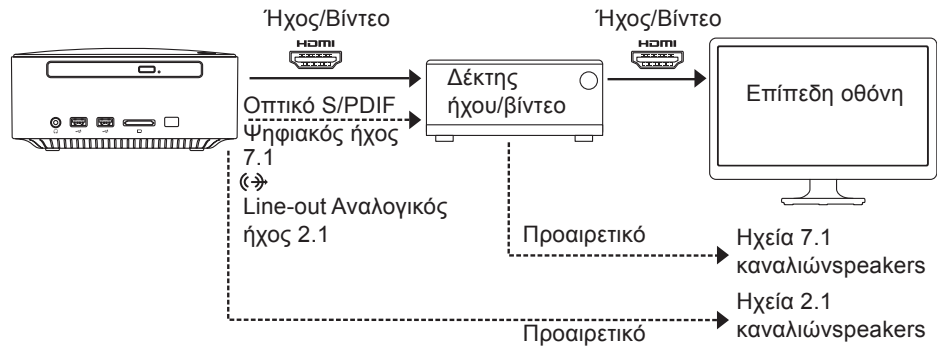 Ήχος/Βίντεο
HDMI
Ήχος/Βίντεο
HDMI
Οπτικό S/PDIF
Ψηφιακός ήχος
7.1
Line-out Αναλογικός
ήχος 2.1
Δέκτης
ήχου/βίντεο
Επίπεδη οθόνη
Προαιρετικό
Ηχεία 7.1
καναλιώνspeakers
Προαιρετικό
Ηχεία 2.1
καναλιώνspeakers